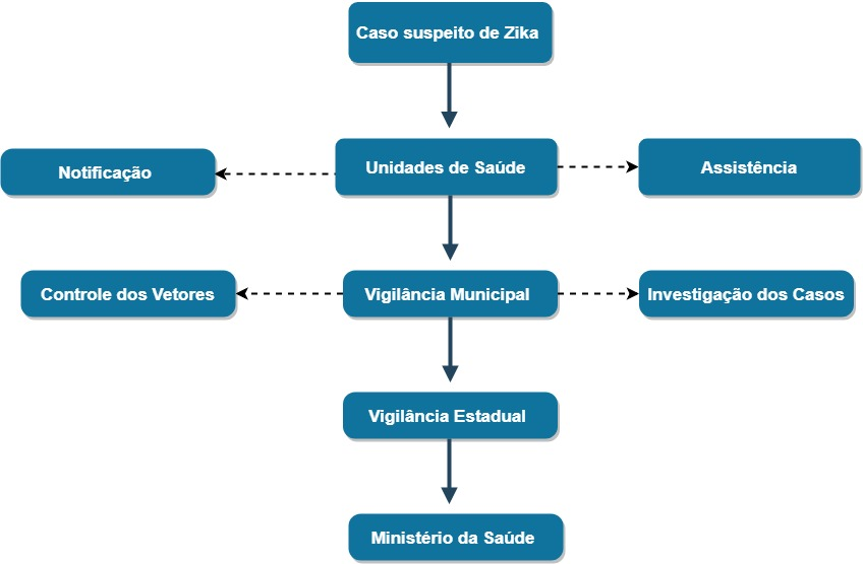 Caso suspeito de Zika
Notificação
Unidades de Saúde
Assistência
Controle dos Vetores
Vigilância Municipal
Investigação dos Casos
Vigilância Estadual
Ministério da Saúde